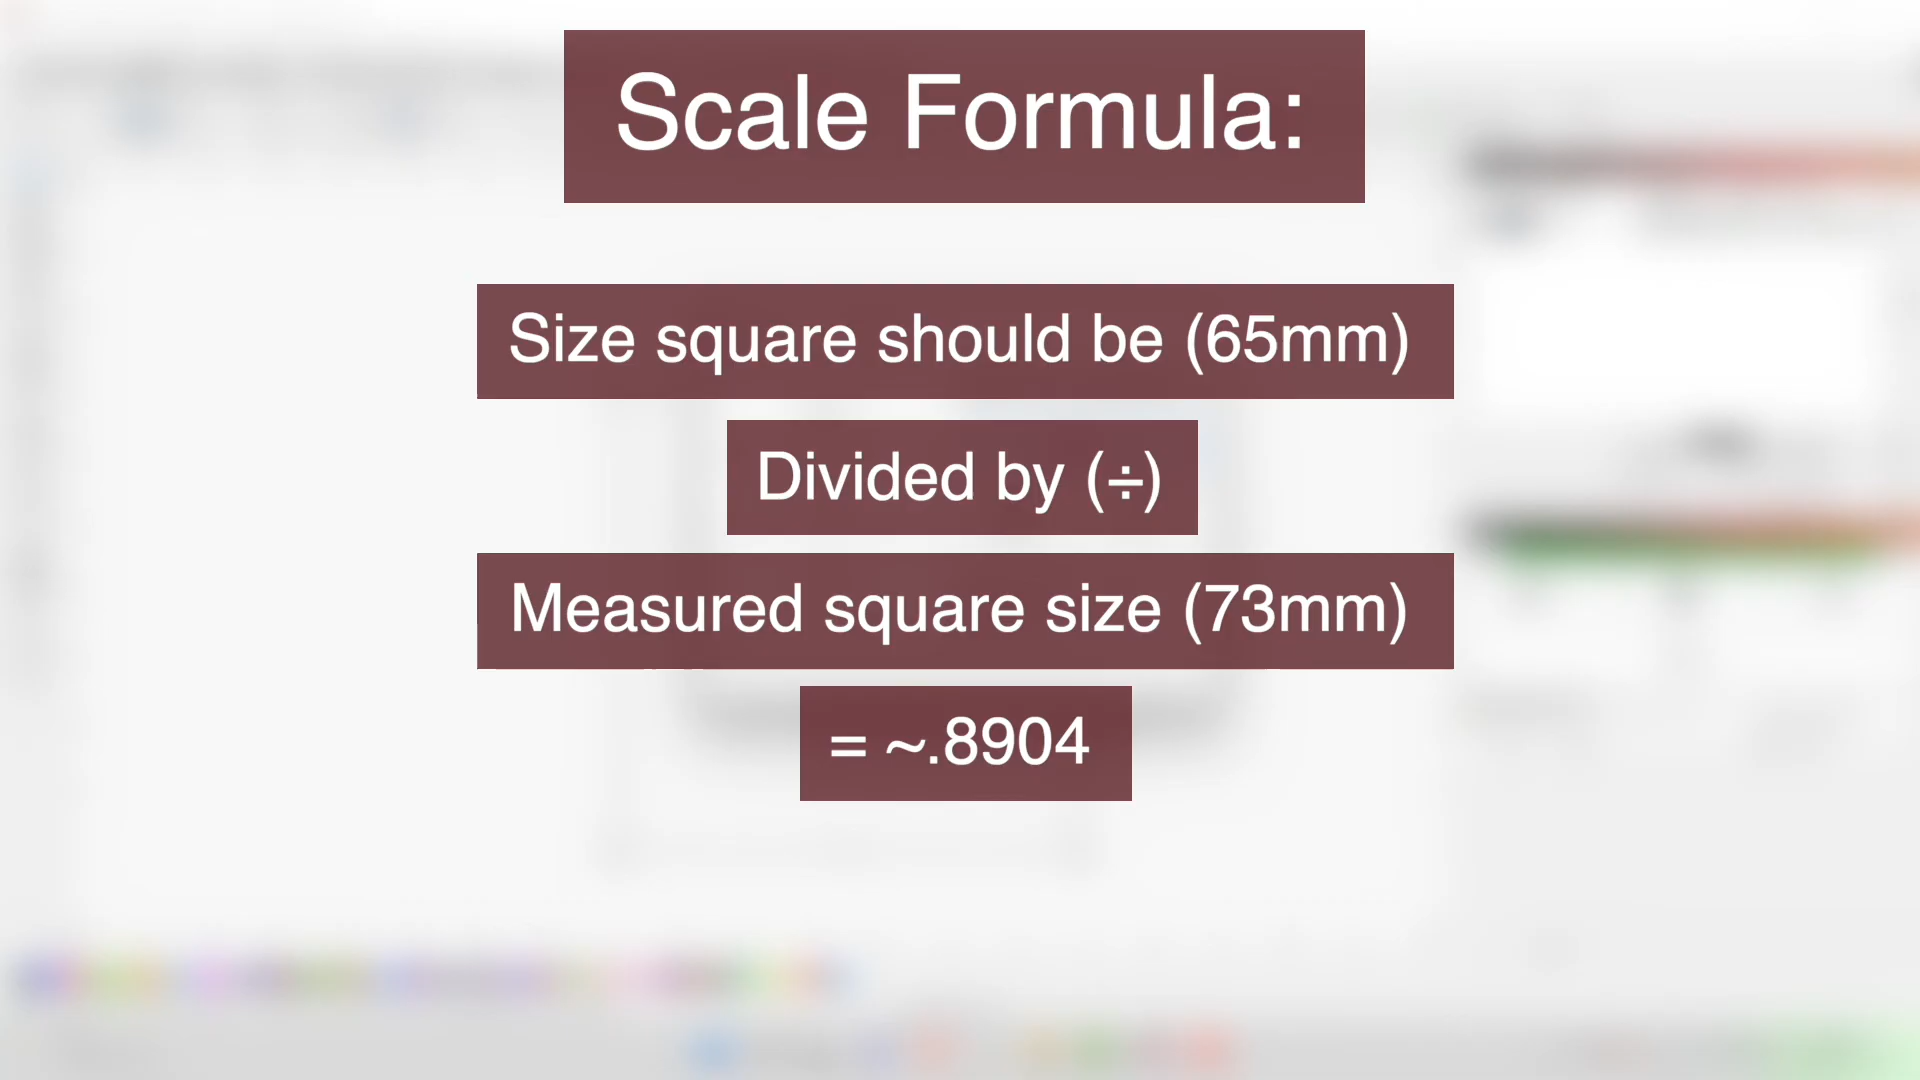 Scale Formula:
Size square should be (65mm)
Divided by (÷)
Measured square size (73mm)
= ~.8904